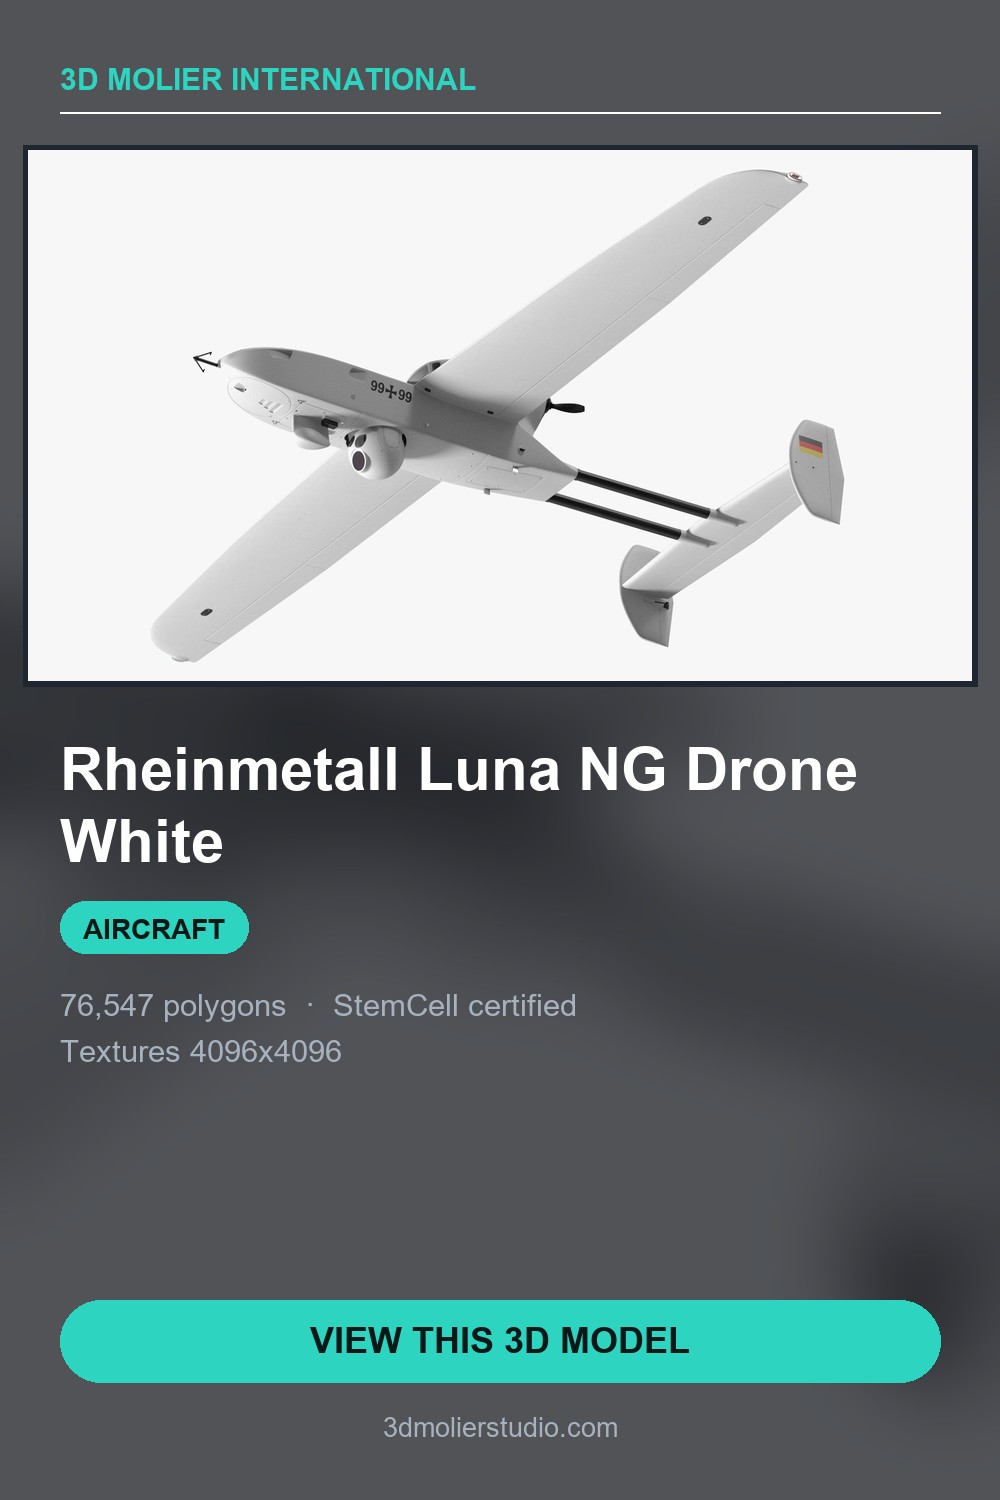 3D MOLIER INTERNATIONAL
99✠99
Rheinmetall Luna NG Drone
White
AIRCRAFT
76,547 polygons · StemCell certified
Textures 4096x4096
VIEW THIS 3D MODEL
3dmolierstudio.com